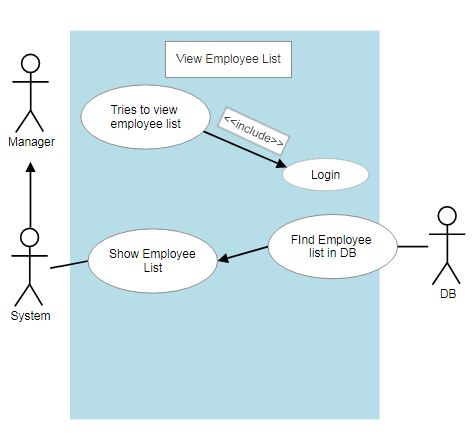 View Employee List
Manager
Tries to view
employee list
<<include>>
Login
System
Show Employee
List
FInd Employee
list in DB
DB